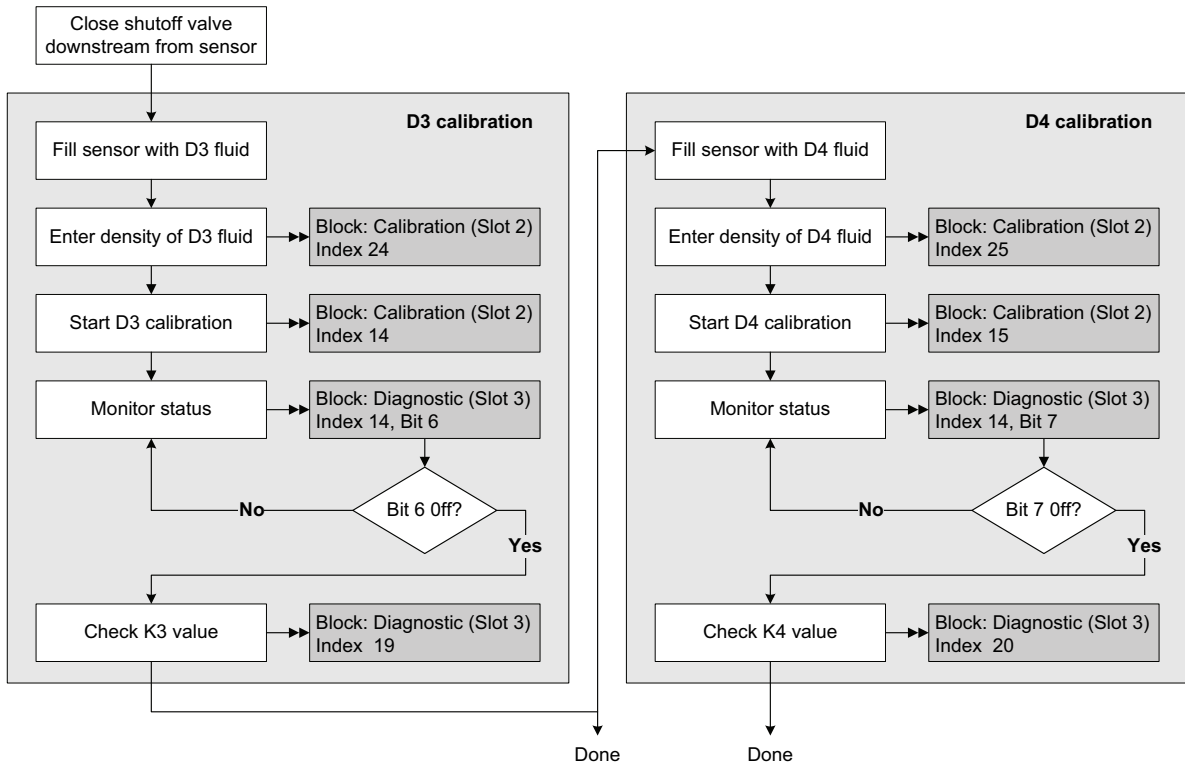 Close shutoff valve
downstream from sensor
D3 calibration
Fill sensor with D3 fluid
Enter density of D3 fluid
Block: Calibration (Slot 2)
Index 24
Start D3 calibration
Block: Calibration (Slot 2)
Index 14
Monitor status
Block: Diagnostic (Slot 3)
Index 14, Bit 6
Bit 6 0ff?
No
Yes
Check K3 value
Block: Diagnostic (Slot 3)
Index 19
Done
D4 calibration
Fill sensor with D4 fluid
Enter density of D4 fluid
Block: Calibration (Slot 2)
Index 25
Start D4 calibration
Block: Calibration (Slot 2)
Index 15
Monitor status
Block: Diagnostic (Slot 3)
Index 14, Bit 7
Bit 7 0ff?
No
Yes
Check K4 value
Block: Diagnostic (Slot 3)
Index 20
Done